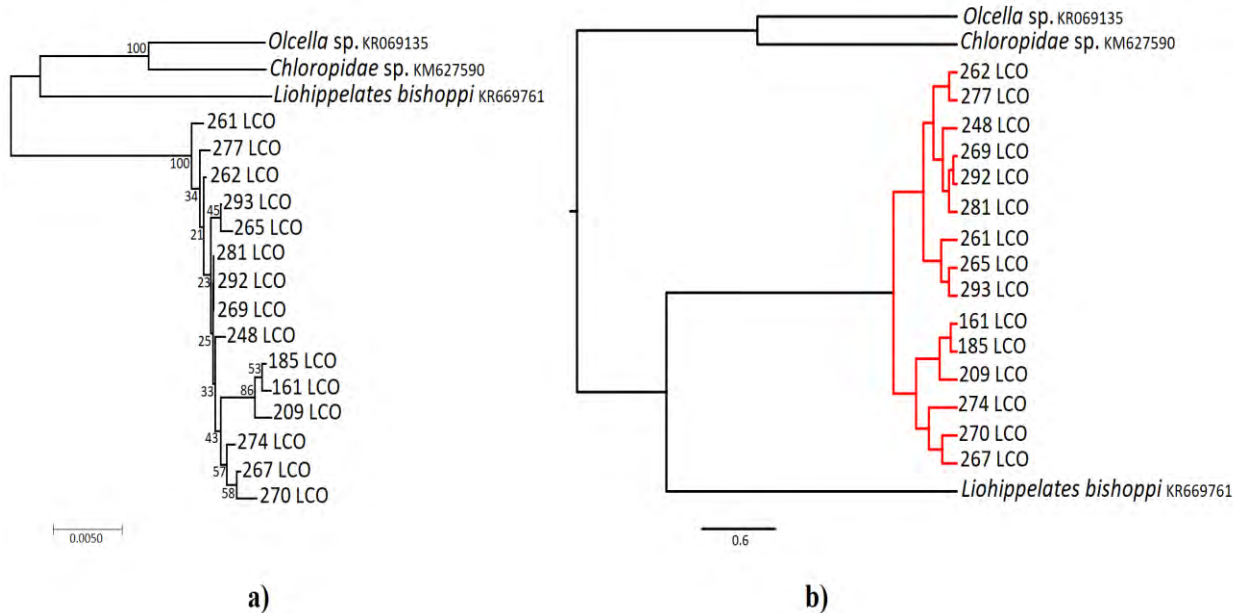 Olcella sp. KR069135
Chloropidae sp. KM627590
Liohippelates bishoppi KR669761
261 LCO
277 LCO
262 LCO
293 LCO
265 LCO
281 LCO
292 LCO
269 LCO
248 LCO
185 LCO
161 LCO
209 LCO
274 LCO
267 LCO
270 LCO
100
100
34
21
45
23
25
33
53
86
43
57
58
0.0050
a)
Olcella sp. KR069135
Chloropidae sp. KM627590
262 LCO
277 LCO
248 LCO
269 LCO
292 LCO
281 LCO
261 LCO
265 LCO
293 LCO
161 LCO
185 LCO
209 LCO
274 LCO
270 LCO
267 LCO
Liohippelates bishoppi KR669761
0.6
b)